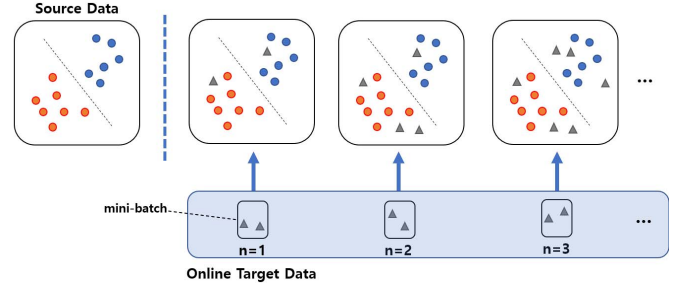 Source Data
...
mini-batch
n=1
n=2
n=3
...
Online Target Data